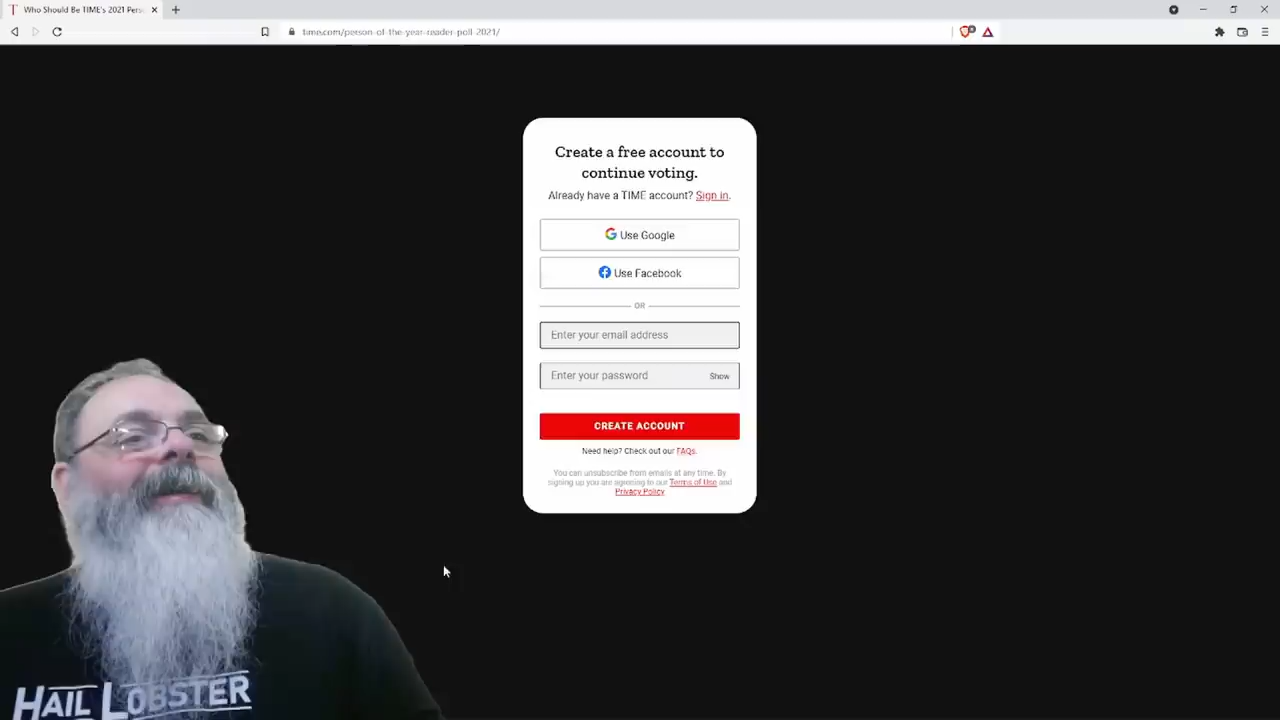 Who Should Be TIME's 2021 Pers
time.com/person-of-the-year-reader-poll-2021/
Create a free account to
continue voting.
Already have a TIME account? Sign in.
Use Google
Use Facebook
OR
Enter your email address
Enter your password Show
CREATE ACCOUNT
Need help? Check out our FAQs.
You can unsubscribe from emails at any time. By
signing up you are agreeing to our Terms of Use and
Privacy Policy
HAIL LOBSTER